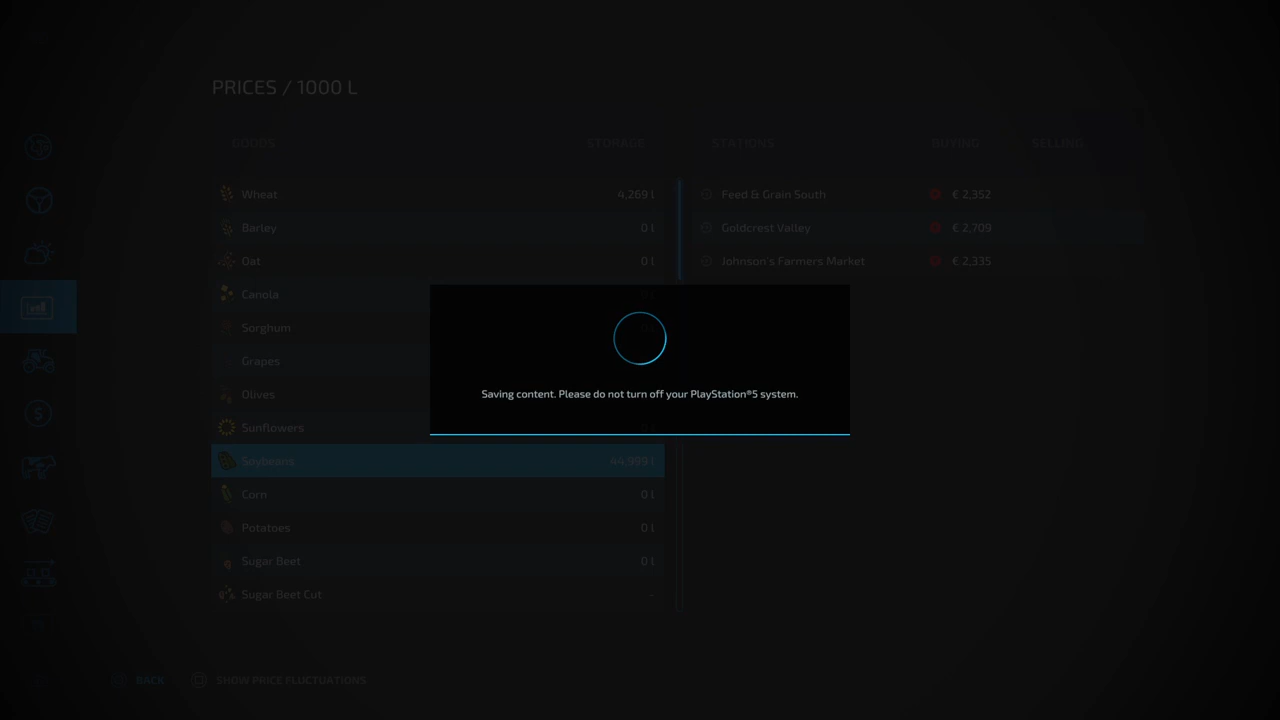 PRICES / 1000 L
GOODS STORAGE STATIONS BUYING SELLING
Wheat 4,269 l Feed & Grain South € 2,352
Barley 0 l Goldcrest Valley € 2,709
Oat 0 l Johnson's Farmers Market € 2,335
Canola
Sorghum
Grapes
Olives
Sunflowers
Saving content. Please do not turn off your PlayStation®5 system.
Soybeans 44,999 l
Corn 0 l
Potatoes 0 l
Sugar Beet 0 l
Sugar Beet Cut -
BACK SHOW PRICE FLUCTUATIONS